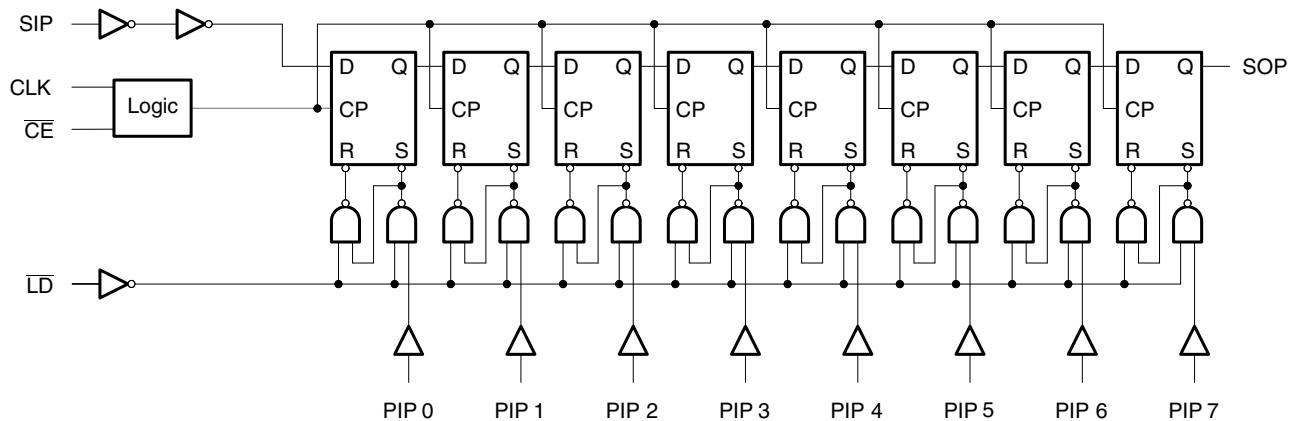 SIP
D Q D Q D Q D Q D Q D Q D Q D Q SOP
CLK
Logic
CP CP CP CP CP CP CP CP
CE
R S R S R S R S R S R S R S R S
LD
PIP 0 PIP 1 PIP 2 PIP 3 PIP 4 PIP 5 PIP 6 PIP 7